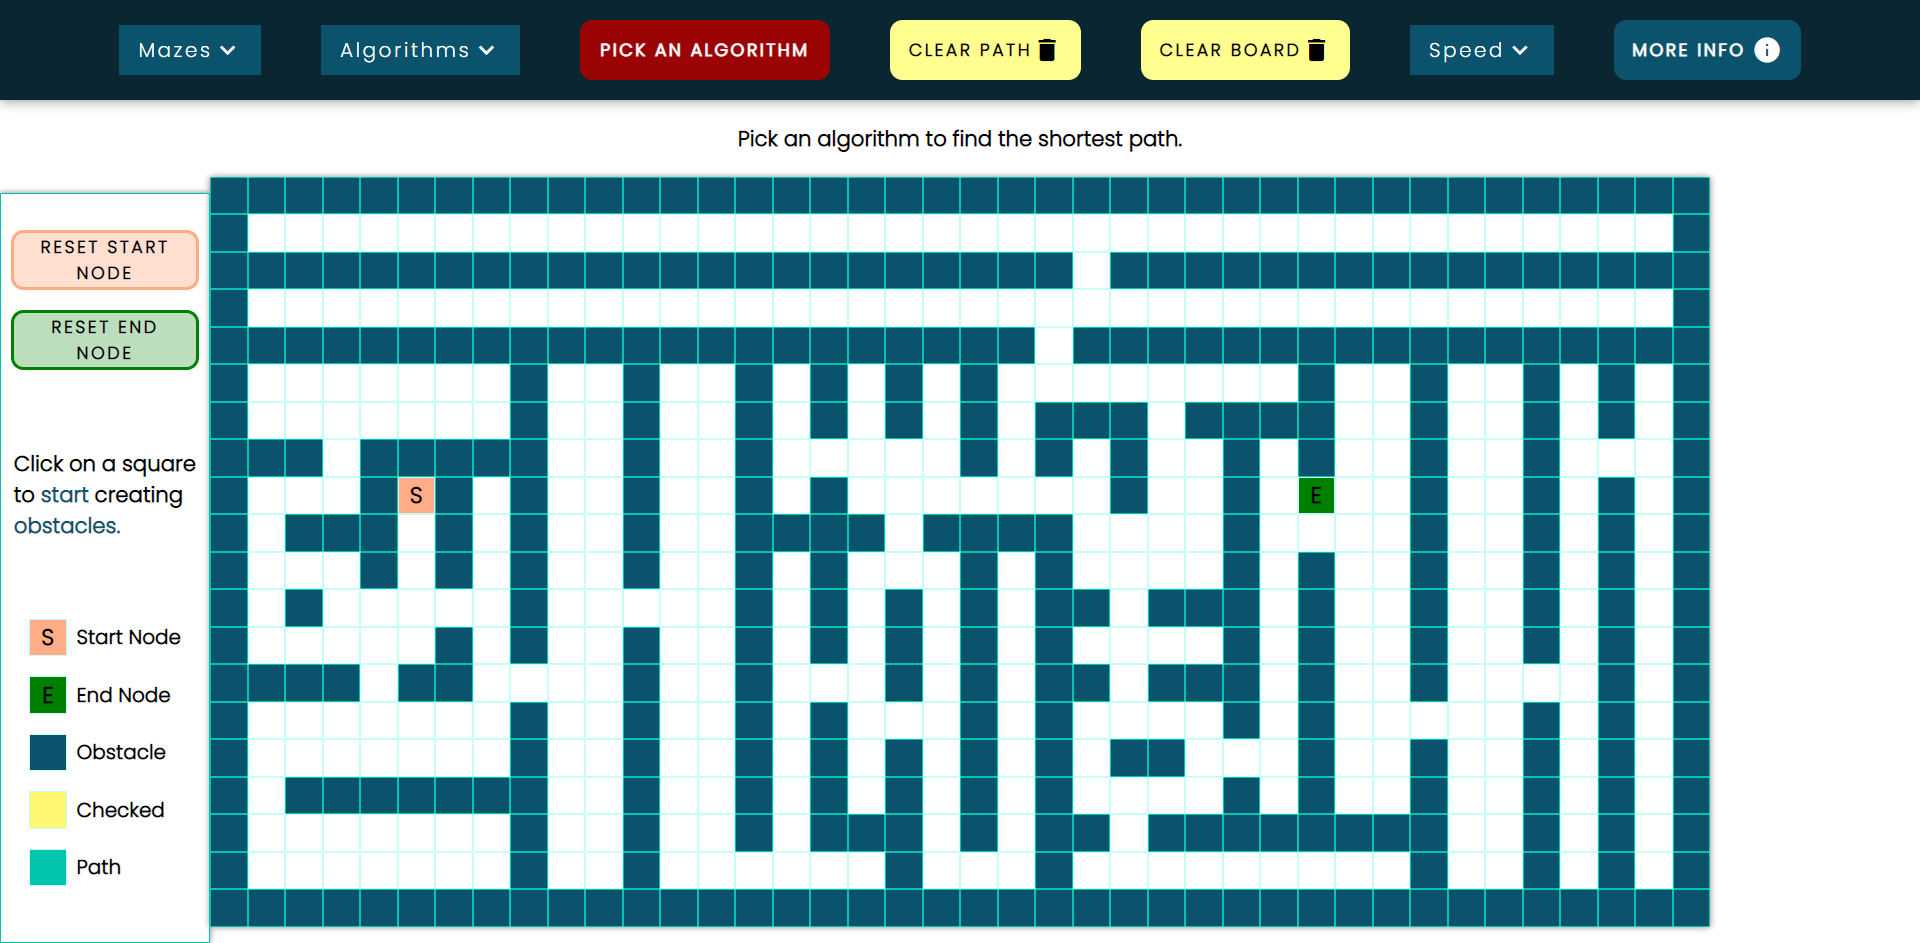 Mazes
Algorithms
PICK AN ALGORITHM
CLEAR PATH
CLEAR BOARD
Speed
MORE INFO i
Pick an algorithm to find the shortest path.
RESET START
NODE
RESET END
NODE
Click on a square
to start creating
obstacles.
S
E
S Start Node
E End Node
Obstacle
Checked
Path